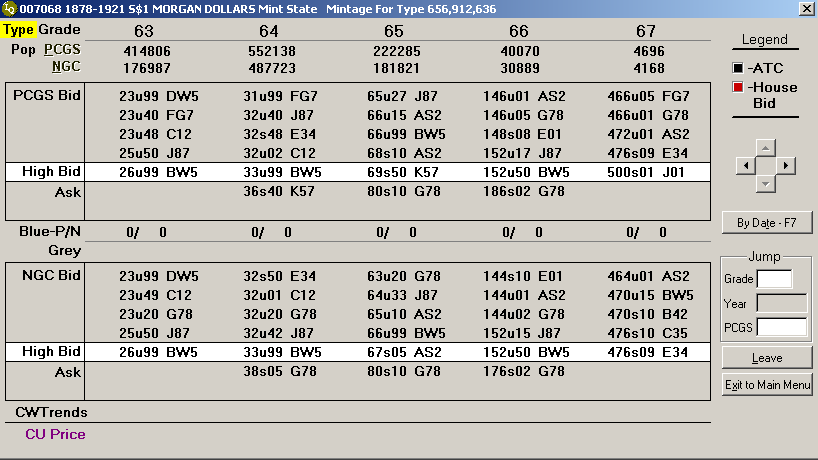 007068 1878-1921 S$1 MORGAN DOLLARS Mint State Mintage For Type 656,912,636
Type Grade 63 64 65 66 67
Pop PCGS 414806 552138 222285 40070 4696
NGC 176987 487723 181821 30889 4168
PCGS Bid 23u99 DW5 31u99 FG7 65u27 J87 146u01 AS2 466u05 FG7
23u40 FG7 32u40 J87 66u15 AS2 146u05 G78 466u01 G78
23u48 C12 32s48 E34 66u99 BW5 148s08 E01 472u01 AS2
25u50 J87 32u02 C12 68s10 AS2 152u17 J87 476s09 E34
High Bid 26u99 BW5 33u99 BW5 69s50 K57 152u50 BW5 500s01 J01
Ask 36s40 K57 80s10 G78 186s02 G78
Blue-P/N 0/ 0 0/ 0 0/ 0 0/ 0 0/ 0
Grey
NGC Bid 23u99 DW5 32s50 E34 63u20 G78 144s10 E01 464u01 AS2
23u49 C12 32u01 C12 64u33 J87 144u01 AS2 470u15 BW5
23u20 G78 32u20 G78 65u10 AS2 144u02 G78 470s10 B42
25u50 J87 32u42 J87 66u99 BW5 152u15 J87 476s10 C35
High Bid 26u99 BW5 33u99 BW5 67s05 AS2 152u50 BW5 476s09 E34
Ask 38s05 G78 80s10 G78 176s02 G78
CWTrends
CU Price
Legend
-ATC
-House
Bid
By Date - F7
Jump
Grade
Year
PCGS
Leave
Exit to Main Menu